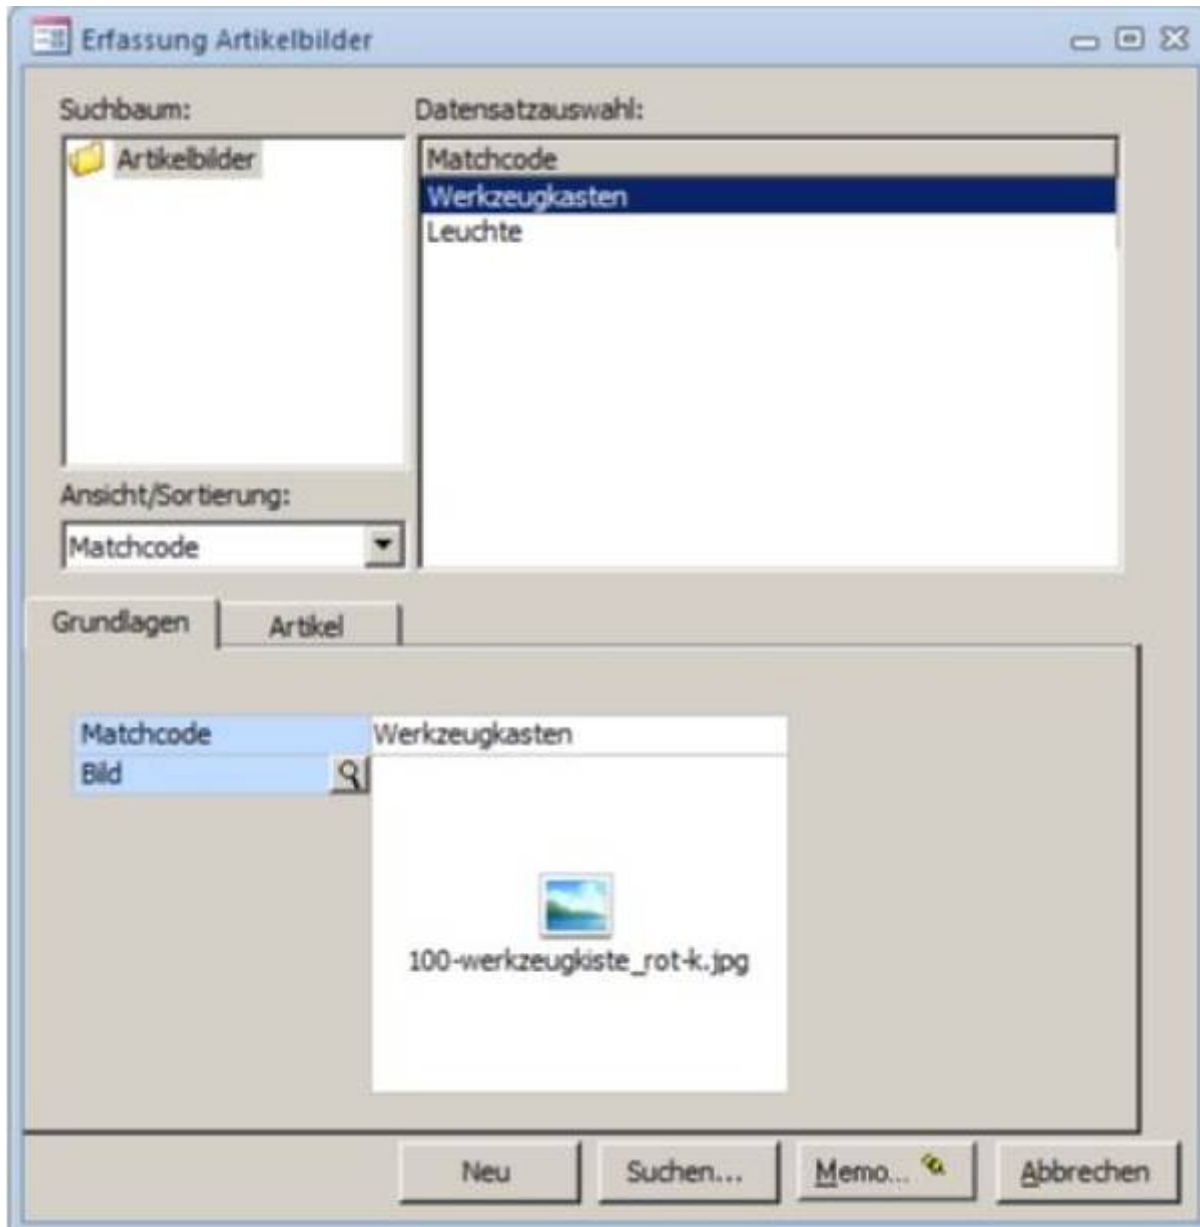 Erfassung Artikelbilder
Suchbaum:
Artikelbilder
Ansicht/Sortierung:
Matchcode
Datensatzauswahl:
Matchcode
Werkzeugkasten
Leuchte
Grundlagen
Artikel
Matchcode
Werkzeugkasten
Bild
100-werkzeugkiste_rot-k.jpg
Neu
Suchen...
Memo...
Abbrechen